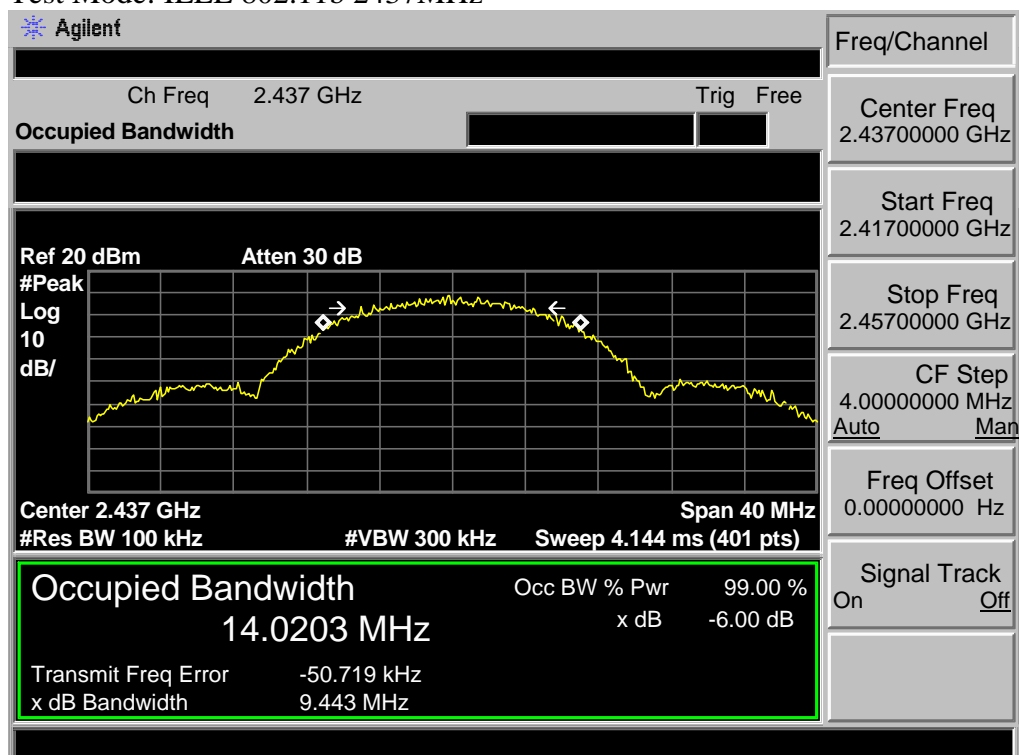 Test Mode: IEEE 802.11b 2437MHz
Agilent
Freq/Channel
Ch Freq 2.437 GHz Trig Free
Occupied Bandwidth
Center Freq
2.43700000 GHz
Start Freq
2.41700000 GHz
Stop Freq
2.45700000 GHz
CF Step
4.00000000 MHz
Auto Man
Freq Offset
0.00000000 Hz
Signal Track
On Off
Ref 20 dBm Atten 30 dB
#Peak
Log
10
dB/
Center 2.437 GHz Span 40 MHz
#Res BW 100 kHz #VBW 300 kHz Sweep 4.144 ms (401 pts)
Occupied Bandwidth Occ BW % Pwr 99.00 %
14.0203 MHz x dB -6.00 dB
Transmit Freq Error -50.719 kHz
x dB Bandwidth 9.443 MHz